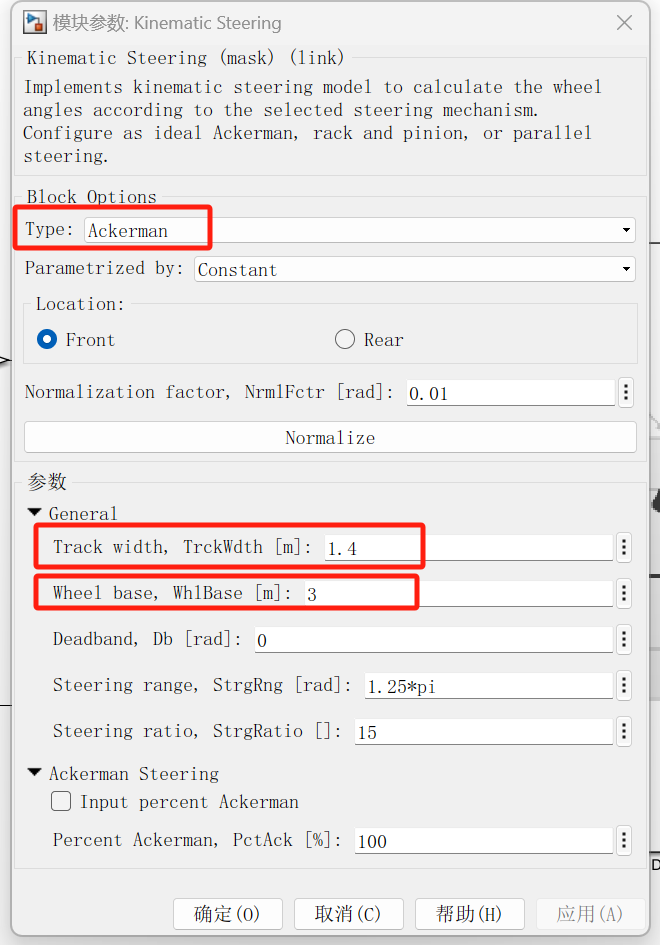 模块参数: Kinematic Steering
Kinematic Steering (mask) (link)
Implements kinematic steering model to calculate the wheel
angles according to the selected steering mechanism.
Configure as ideal Ackerman, rack and pinion, or parallel
steering.
Block Options
Type: Ackerman
Parametrized by: Constant
Location:
Front Rear
Normalization factor, NrmlFctr [rad]: 0.01
Normalize
参数
General
Track width, TrckWdth [m]: 1.4
Wheel base, WhlBase [m]: 3
Deadband, Db [rad]: 0
Steering range, StrgRng [rad]: 1.25*pi
Steering ratio, StrgRatio []: 15
Ackerman Steering
Input percent Ackerman
Percent Ackerman, PctAck [%]: 100
确定(O) 取消(C) 帮助(H) 应用(A)